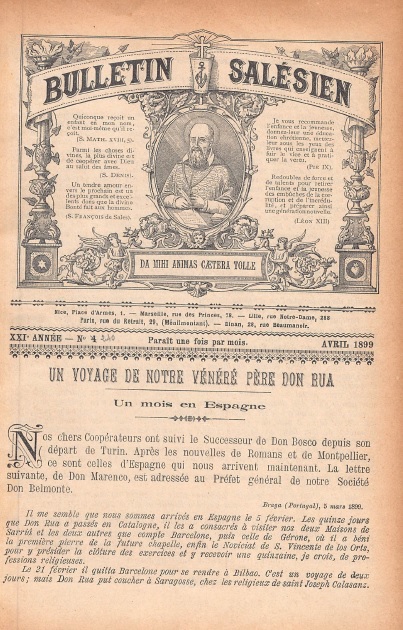 BULLETIN SALÉSIEN
Quiconque reçoit un
enfant en mon nom,
c'est moi-même qu'il re-
çoit.
(S. MATH. XVIII, 5).
Parmi les choses di-
vines, la plus divine est
de coopérer avec Dieu
au salut des âmes.
(S. DENIS).
Un tendre amour en-
vers le prochain est un
des plus grands et excel-
lents dons que la divine
Bonté fait aux hommes.
(S. FRANÇOIS de Sales).
Je vous recommande
l'enfance et la jeunesse,
donnez-leur une éduca-
tion chrétienne, mettez-
leur sous les yeux des
livres qui enseignent à
fuir le vice et à prati-
quer la vertu.
(PIE IX).
Redoublez de force et
de talents pour retirer
l'enfance et la jeunesse
des embûches de la cor-
ruption et de l'incrédu-
lité, et préparer ainsi
une génération nouvelle.
(LÉON XIII)
DA MIHI ANIMAS CÆTERA TOLLE
Nice, Place d'Armes, 1. — Marseille, rue des Princes, 78. — Lille, rue Notre-Dame, 288
Paris, rue du Retrait, 29, (Ménilmontant). — Dinan, 28, rue Beaumanoir.
XXIe ANNÉE — No 4
Paraît une fois par mois.
AVRIL 1899
UN VOYAGE DE NOTRE VÉNÉRÉ PÈRE DON RUA
Un mois en Espagne
Nos chers Coopérateurs ont suivi le Successeur de Don Bosco depuis son
départ de Turin. Après les nouvelles de Romans et de Montpellier,
ce sont celles d'Espagne qui nous arrivent maintenant. La lettre
suivante, de Don Marenco, est adressée au Préfet général de notre Société
Don Belmonte.
Braga (Portugal), 5 mars 1899.
Il me semble que nous sommes arrivés en Espagne le 5 février. Les quinze jours
que Don Rua a passés en Catalogne, il les a consacrés à visiter nos deux Maisons de
Sarriá et les deux autres que compte Barcelone, puis celle de Gérone, où il a béni
la première pierre de la future chapelle, enfin le Noviciat de S. Vincente de los Orts,
pour y présider la clôture des exercices et y recevoir une quinzaine, je crois, de pro-
fessions religieuses.
Le 21 février il quitta Barcelone pour se rendre à Bilbao. C'est un voyage de deux
jours; mais Don Rua put coucher à Saragosse, chez les religieux de saint Joseph Calasanz.